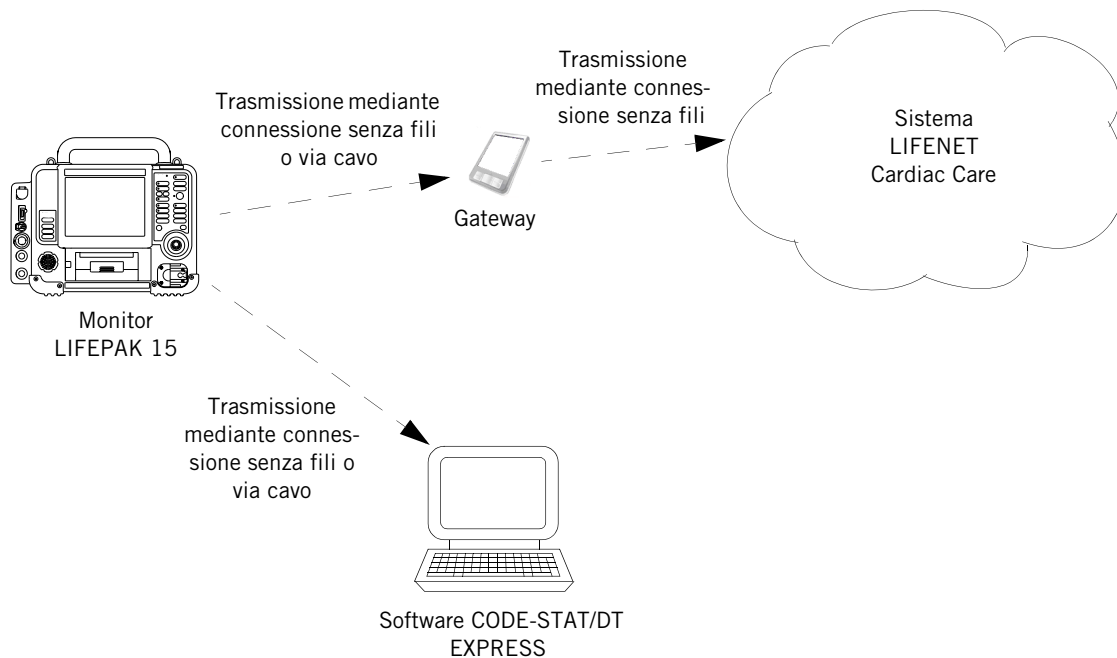 Trasmissione mediante
connessione senza fili
o via cavo
Trasmissione
mediante connes-
sione senza fili
Sistema
LIFENET
Cardiac Care
Gateway
Monitor
LIFEPAK 15
Trasmissione
mediante connes-
sione senza fili o
via cavo
Software CODE-STAT/DT
EXPRESS